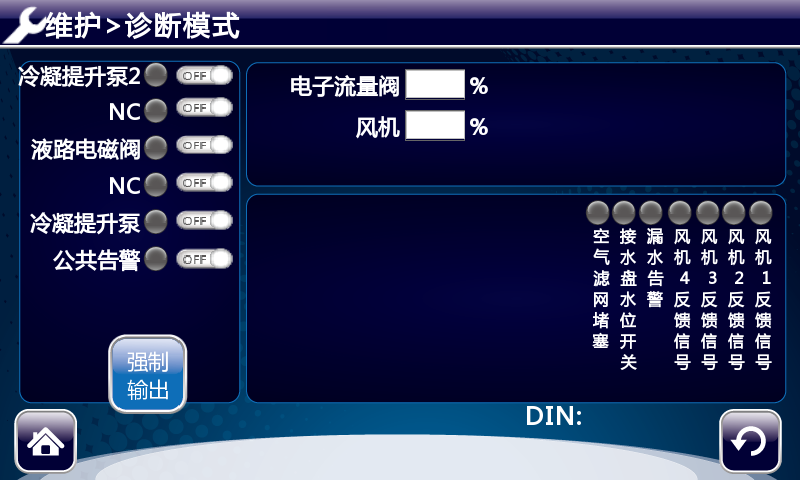 维护>诊断模式
冷凝提升泵2 OFF
NC OFF
液路电磁阀 OFF
NC OFF
冷凝提升泵 OFF
公共告警 OFF
强制
输出
电子流量阀 %
风机 %
空气滤网堵塞
接水盘水位开关
漏水告警
风机4反馈信号
风机3反馈信号
风机2反馈信号
风机1反馈信号
DIN: